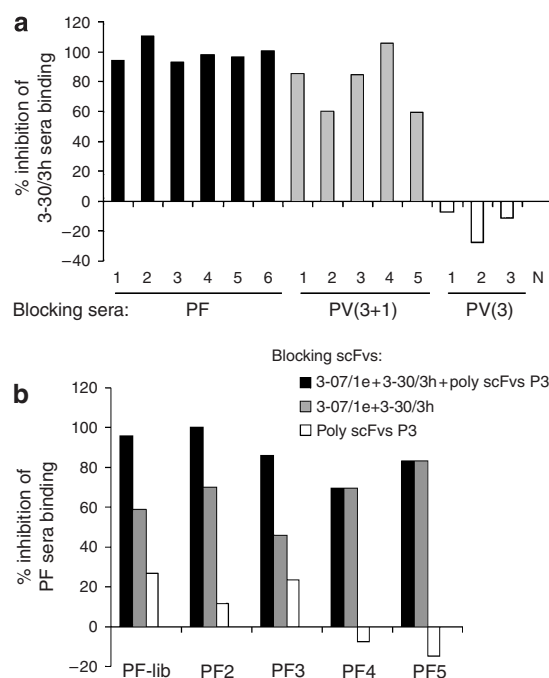 a
% inhibition of
3-30/3h sera binding
120
100
80
60
40
20
0
−20
−40
1 2 3 4 5 6 1 2 3 4 5 1 2 3 N
Blocking sera: PF PV(3+1) PV(3)
Blocking scFvs:
3-07/1e+3-30/3h+poly scFvs P3
3-07/1e+3-30/3h
Poly scFvs P3
b
% inhibition of
PF sera binding
120
100
80
60
40
20
0
−20
PF-lib PF2 PF3 PF4 PF5